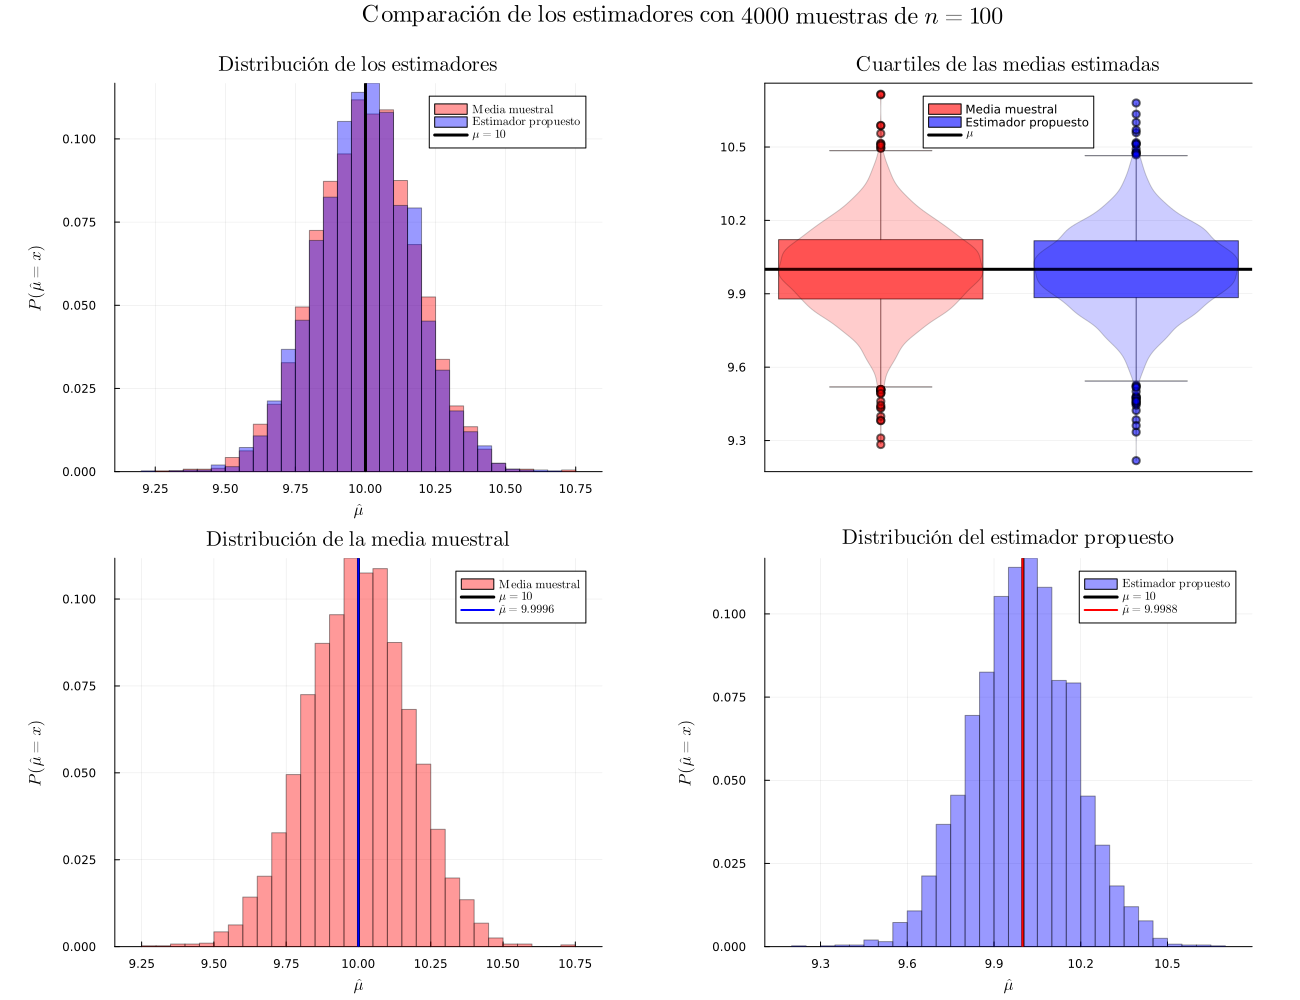 Comparación de los estimadores con 4000 muestras de n = 100
Distribución de los estimadores
Media muestral
Estimador propuesto
μ = 10
P(μ̂ = x)
0.100
0.075
0.050
0.025
0.000
9.25 9.50 9.75 10.00 10.25 10.50 10.75
μ̂
Cuartiles de las medias estimadas
Media muestral
Estimador propuesto
μ
10.5
10.2
9.9
9.6
9.3
Distribución de la media muestral
Media muestral
μ = 10
μ̂ = 9.9996
P(μ̂ = x)
0.100
0.075
0.050
0.025
0.000
9.25 9.50 9.75 10.00 10.25 10.50 10.75
μ̂
Distribución del estimador propuesto
Estimador propuesto
μ = 10
μ̂ = 9.9988
P(μ̂ = x)
0.100
0.075
0.050
0.025
0.000
9.3 9.6 9.9 10.2 10.5
μ̂